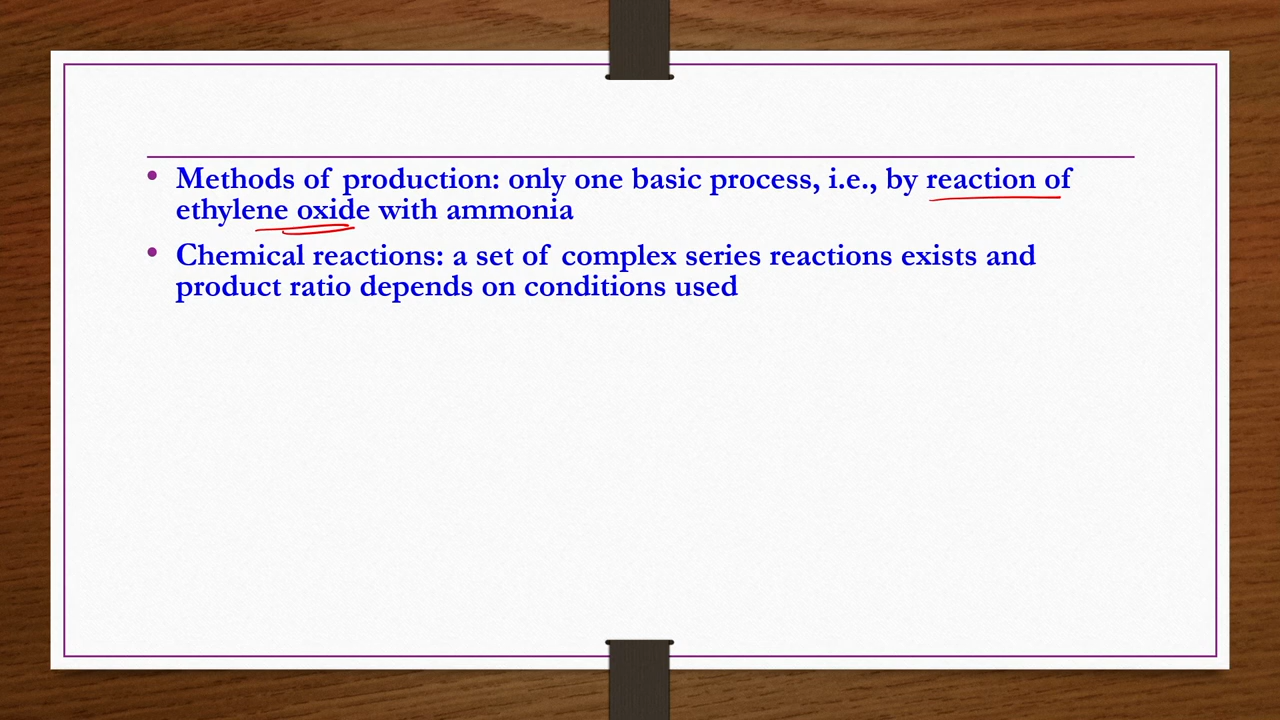 • Methods of production: only one basic process, i.e., by reaction of
ethylene oxide with ammonia
• Chemical reactions: a set of complex series reactions exists and
product ratio depends on conditions used